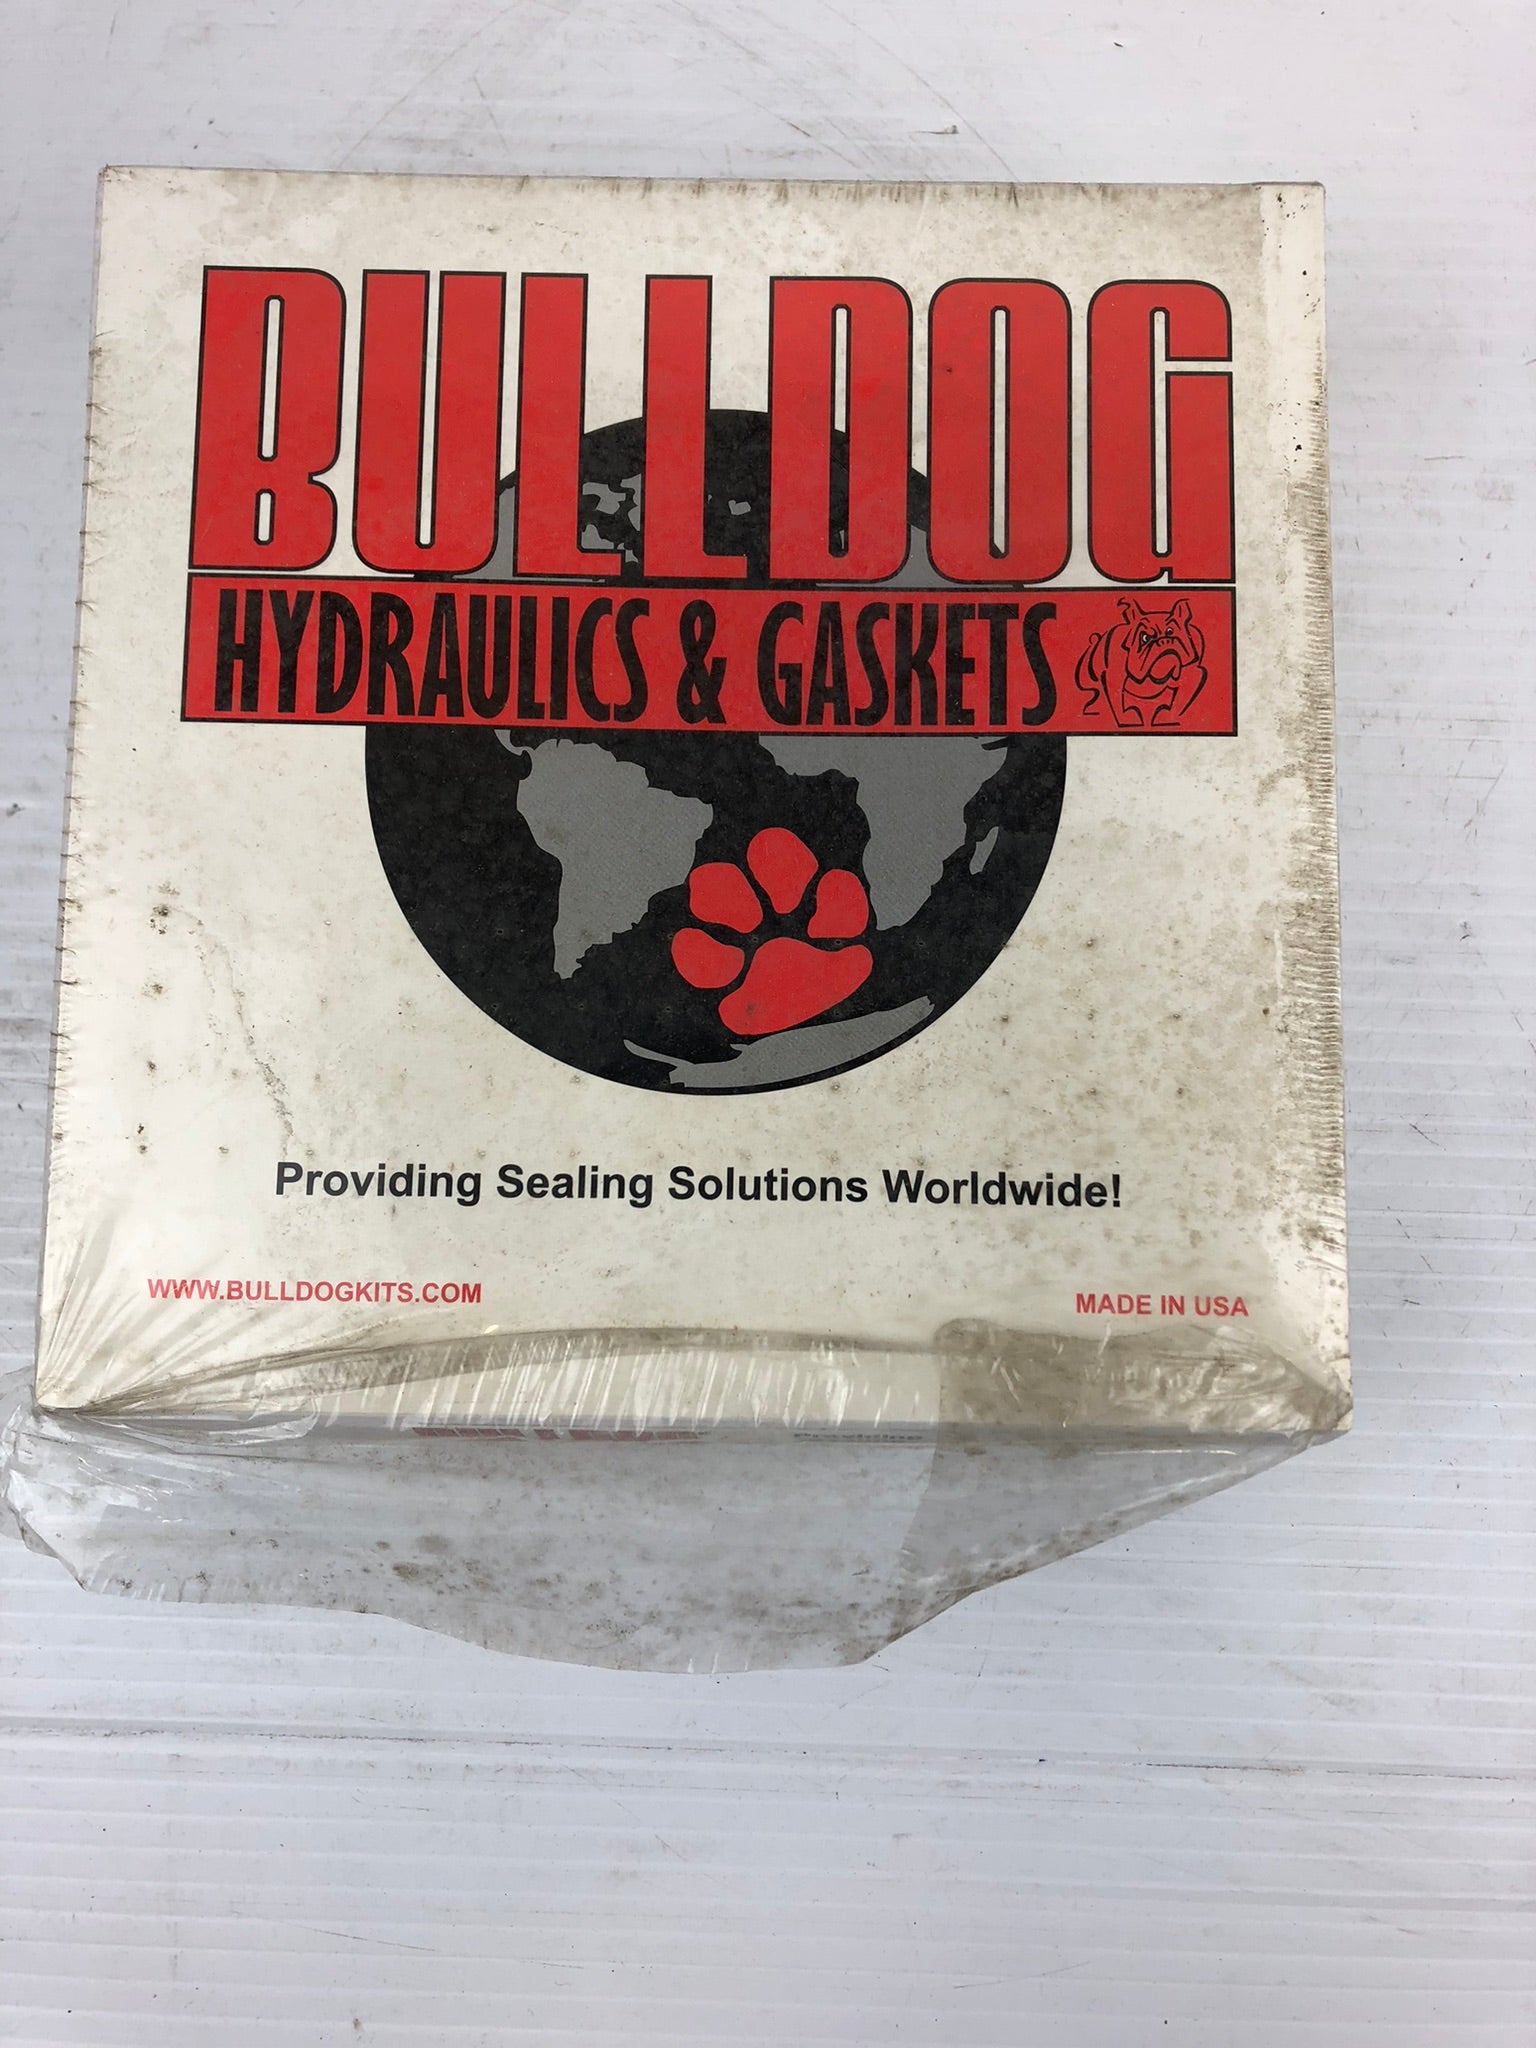 BULLDOG
HYDRAULICS & GASKETS
Providing Sealing Solutions Worldwide!
WWW.BULLDOGKITS.COM
MADE IN USA